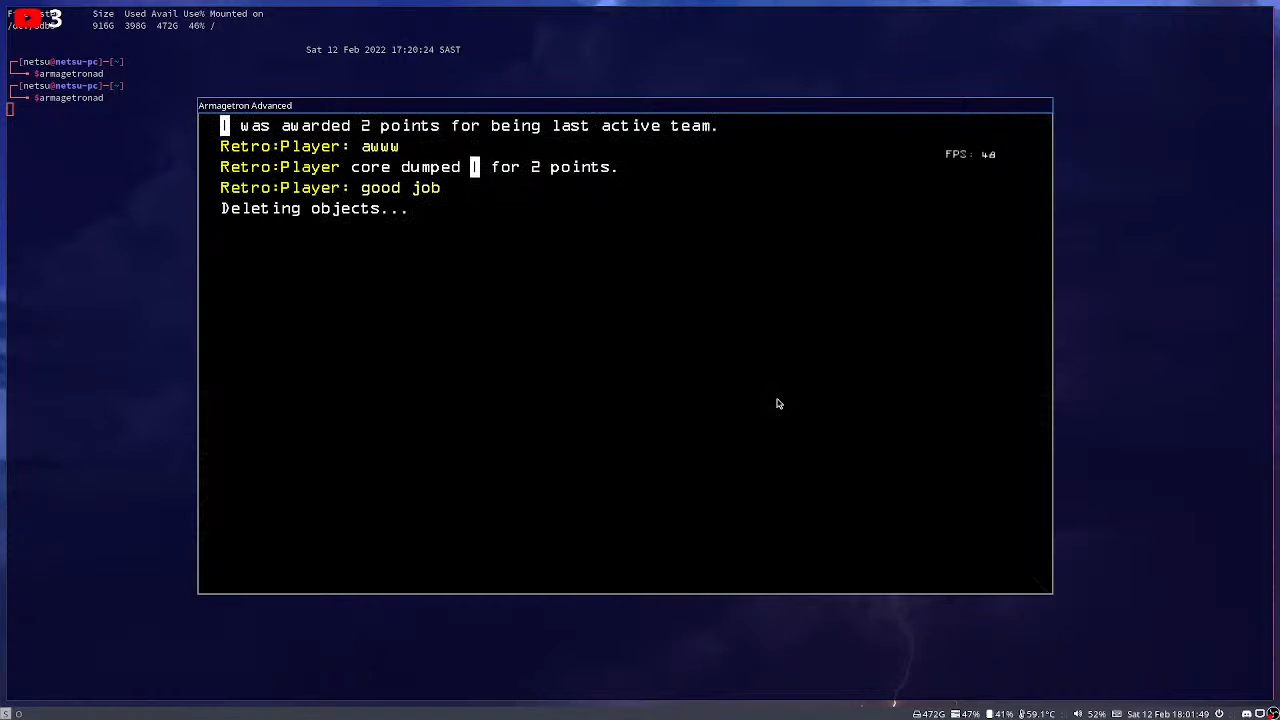 3
Size Used Avail Use% Mounted on
916G 398G 472G 46% /
Sat 12 Feb 2022 17:20:24 SAST
┌─[netsu@netsu-pc]─[~]
└──╼ $armagetronad
┌─[netsu@netsu-pc]─[~]
└──╼ $armagetronad
Armagetron Advanced
I was awarded 2 points for being last active team.
Retro:Player: awww
FPS: 48
Retro:Player core dumped I for 2 points.
Retro:Player: good job
Deleting objects...
S
472G 47% 41% 59.1°C 52% Sat 12 Feb 18:01:49